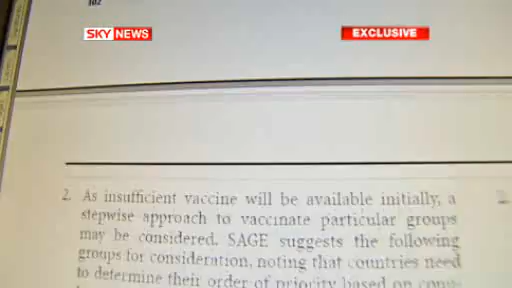 102
SKY NEWS
EXCLUSIVE
2. As insufficient vaccine will be available initially, a
stepwise approach to vaccinate particular groups
may be considered. SAGE suggests the following
groups for consideration, noting that countries need
to determine their order of priority based on